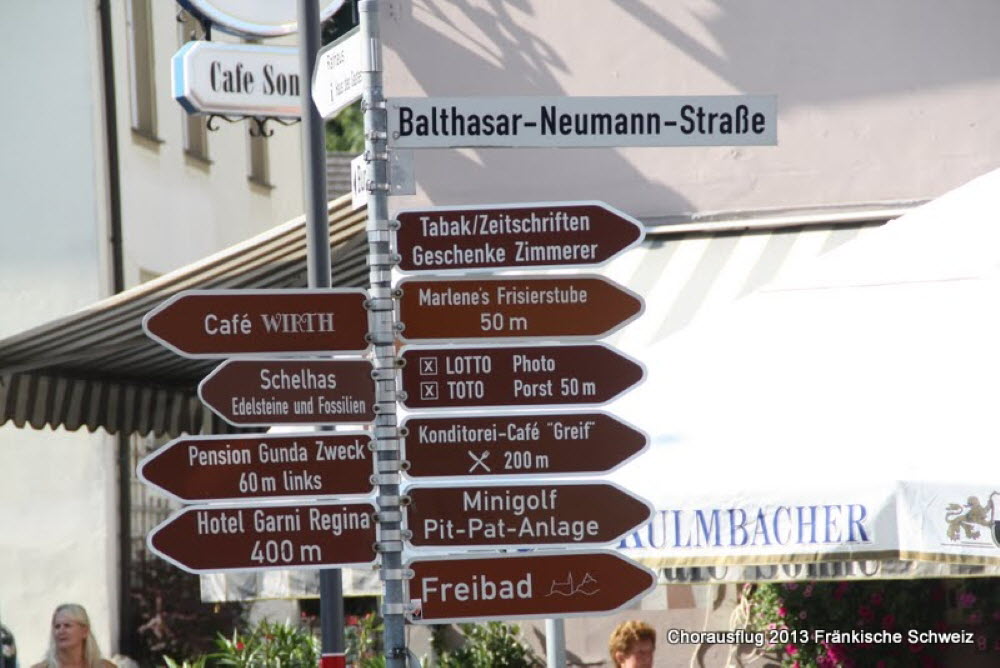 Cafe Son
Rathaus
Balthasar-Neumann-Straße
Tabak/Zeitschriften
Geschenke Zimmerer
Marlene's Frisierstube
50 m
Café WIRTH
X LOTTO Photo
X TOTO Porst 50 m
Schelhas
Edelsteine und Fossilien
Konditorei-Café "Greif"
200 m
Pension Gunda Zweck
60 m links
Minigolf
Pit-Pat-Anlage
Hotel Garni Regina
400 m
Freibad
KULMBACHER
Chorausflug 2013 Fränkische Schweiz